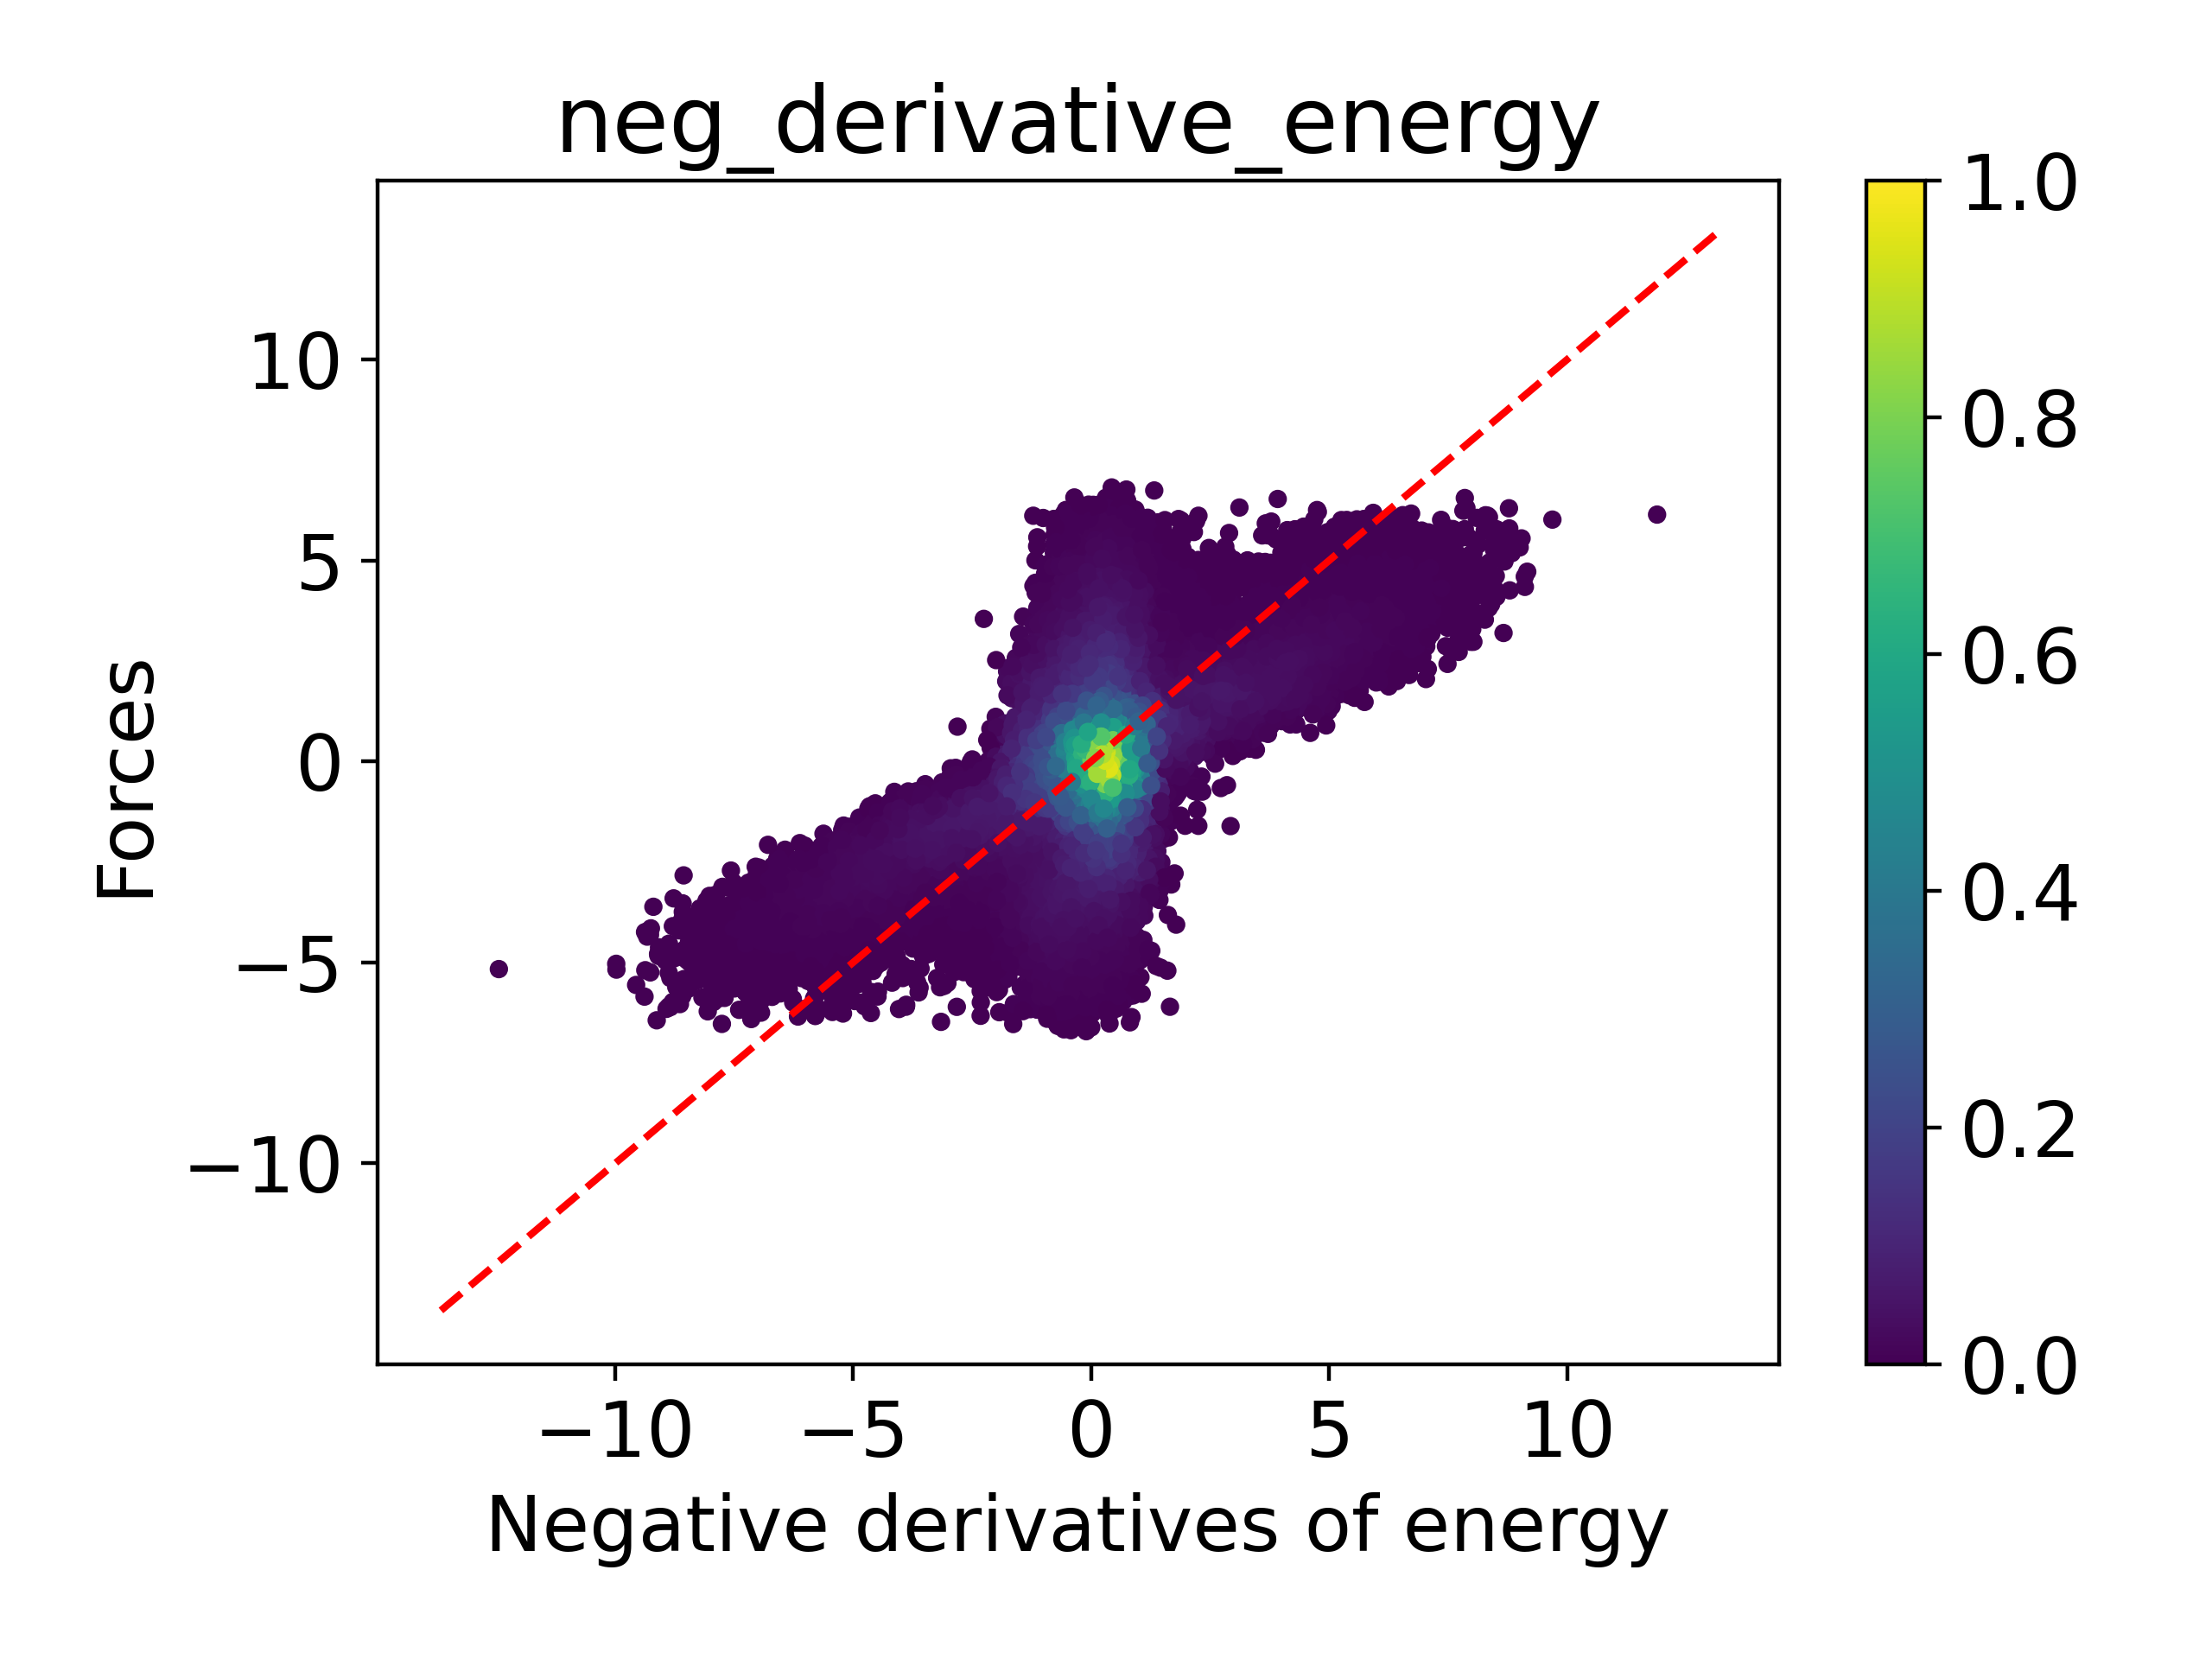 neg_derivative_energy
Forces
10
5
0
−5
−10
−10 −5 0 5 10
Negative derivatives of energy
1.0
0.8
0.6
0.4
0.2
0.0